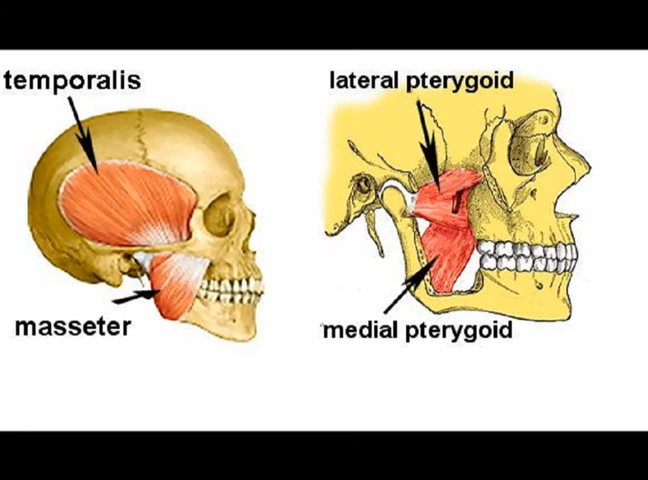 temporalis
lateral pterygoid
masseter
medial pterygoid